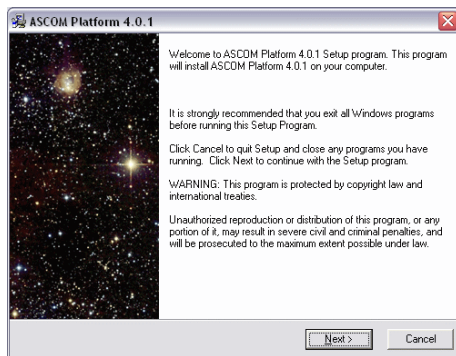 ASCOM Platform 4.0.1
Welcome to ASCOM Platform 4.0.1 Setup program. This program
will install ASCOM Platform 4.0.1 on your computer.
It is strongly recommended that you exit all Windows programs
before running this Setup Program.
Click Cancel to quit Setup and close any programs you have
running. Click Next to continue with the Setup program.
WARNING: This program is protected by copyright law and
international treaties.
Unauthorized reproduction or distribution of this program, or any
portion of it, may result in severe civil and criminal penalties, and
will be prosecuted to the maximum extent possible under law.
Next >
Cancel